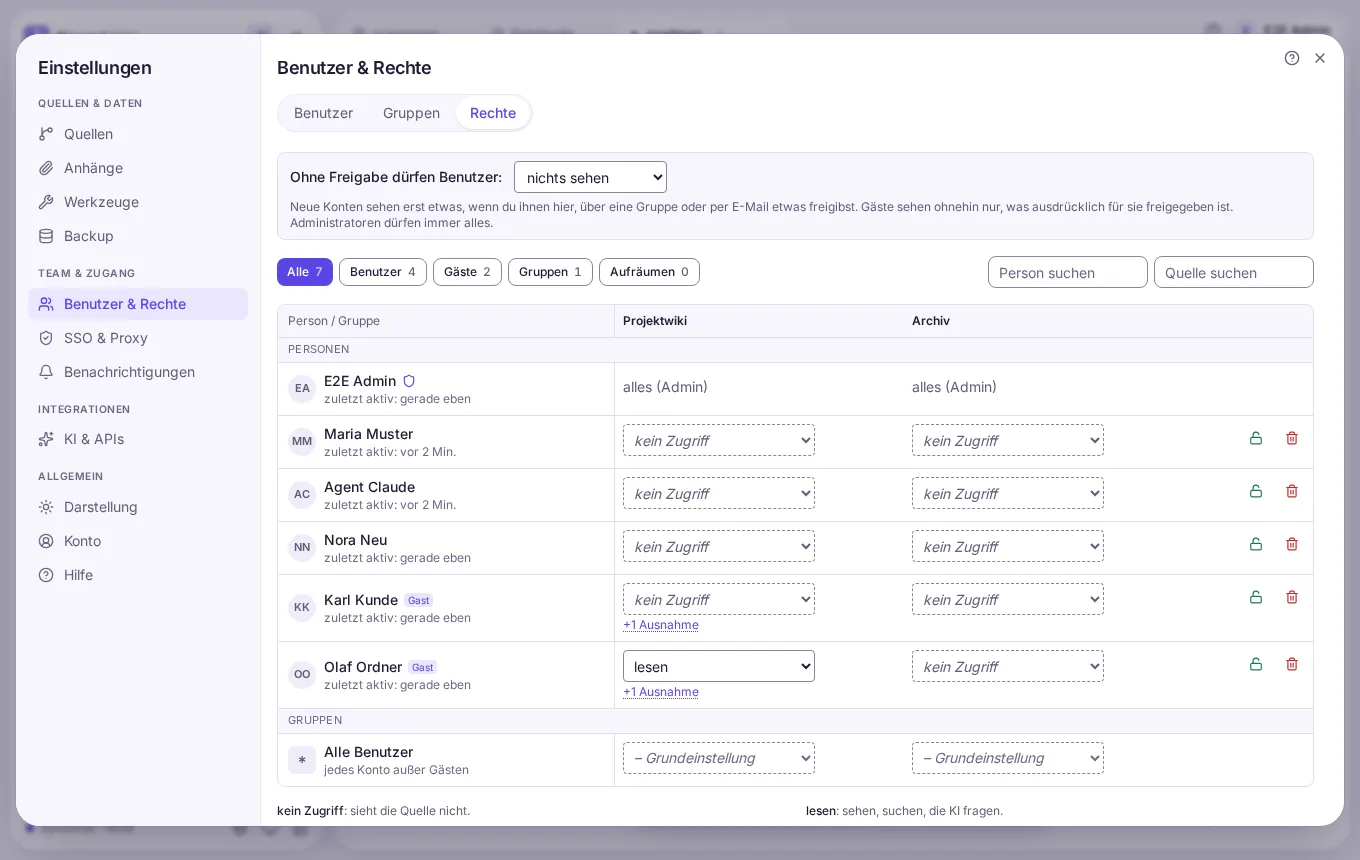 Einstellungen
QUELLEN & DATEN
Quellen
Anhänge
Werkzeuge
Backup
TEAM & ZUGANG
Benutzer & Rechte
SSO & Proxy
Benachrichtigungen
INTEGRATIONEN
KI & APIs
ALLGEMEIN
Darstellung
Konto
Hilfe
Benutzer & Rechte
Benutzer Gruppen Rechte
Ohne Freigabe dürfen Benutzer: nichts sehen
Neue Konten sehen erst etwas, wenn du ihnen hier, über eine Gruppe oder per E-Mail etwas freigibst. Gäste sehen ohnehin nur, was ausdrücklich für sie freigegeben ist.
Administratoren dürfen immer alles.
Alle 7 Benutzer 4 Gäste 2 Gruppen 1 Aufräumen 0 Person suchen Quelle suchen
Person / Gruppe Projektwiki Archiv
PERSONEN
EA E2E Admin alles (Admin) alles (Admin)
zuletzt aktiv: gerade eben
MM Maria Muster kein Zugriff kein Zugriff
zuletzt aktiv: vor 2 Min.
AC Agent Claude kein Zugriff kein Zugriff
zuletzt aktiv: vor 2 Min.
NN Nora Neu kein Zugriff kein Zugriff
zuletzt aktiv: gerade eben
KK Karl Kunde Gast kein Zugriff kein Zugriff
zuletzt aktiv: gerade eben +1 Ausnahme
OO Olaf Ordner Gast lesen kein Zugriff
zuletzt aktiv: gerade eben +1 Ausnahme
GRUPPEN
* Alle Benutzer – Grundeinstellung – Grundeinstellung
jedes Konto außer Gästen
kein Zugriff: sieht die Quelle nicht. lesen: sehen, suchen, die KI fragen.